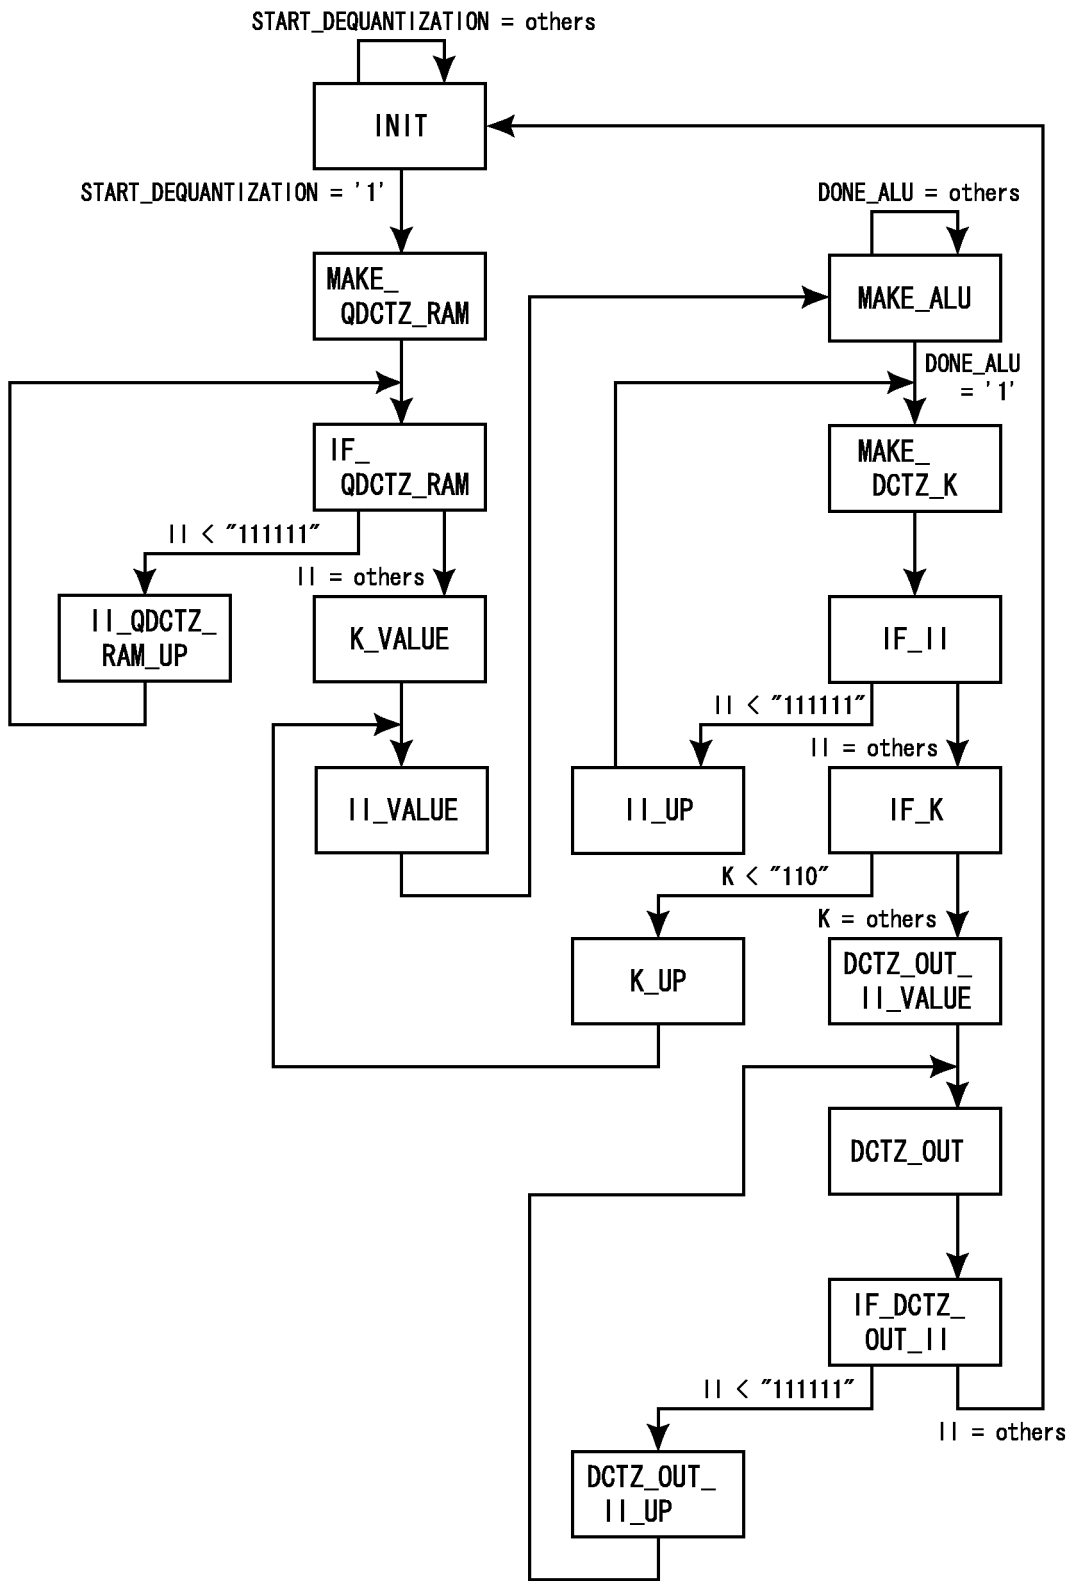 START_DEQUANTIZATION = others
INIT
START_DEQUANTIZATION = '1'
MAKE_
QDCTZ_RAM
IF_
QDCTZ_RAM
II < "111111"
II = others
II_QDCTZ_
RAM_UP
K_VALUE
II_VALUE
DONE_ALU = others
MAKE_ALU
DONE_ALU
= '1'
MAKE_
DCTZ_K
IF_II
II < "111111"
II = others
II_UP
IF_K
K < "110"
K = others
K_UP
DCTZ_OUT_
II_VALUE
DCTZ_OUT
IF_DCTZ_
OUT_II
II < "111111"
II = others
DCTZ_OUT_
II_UP